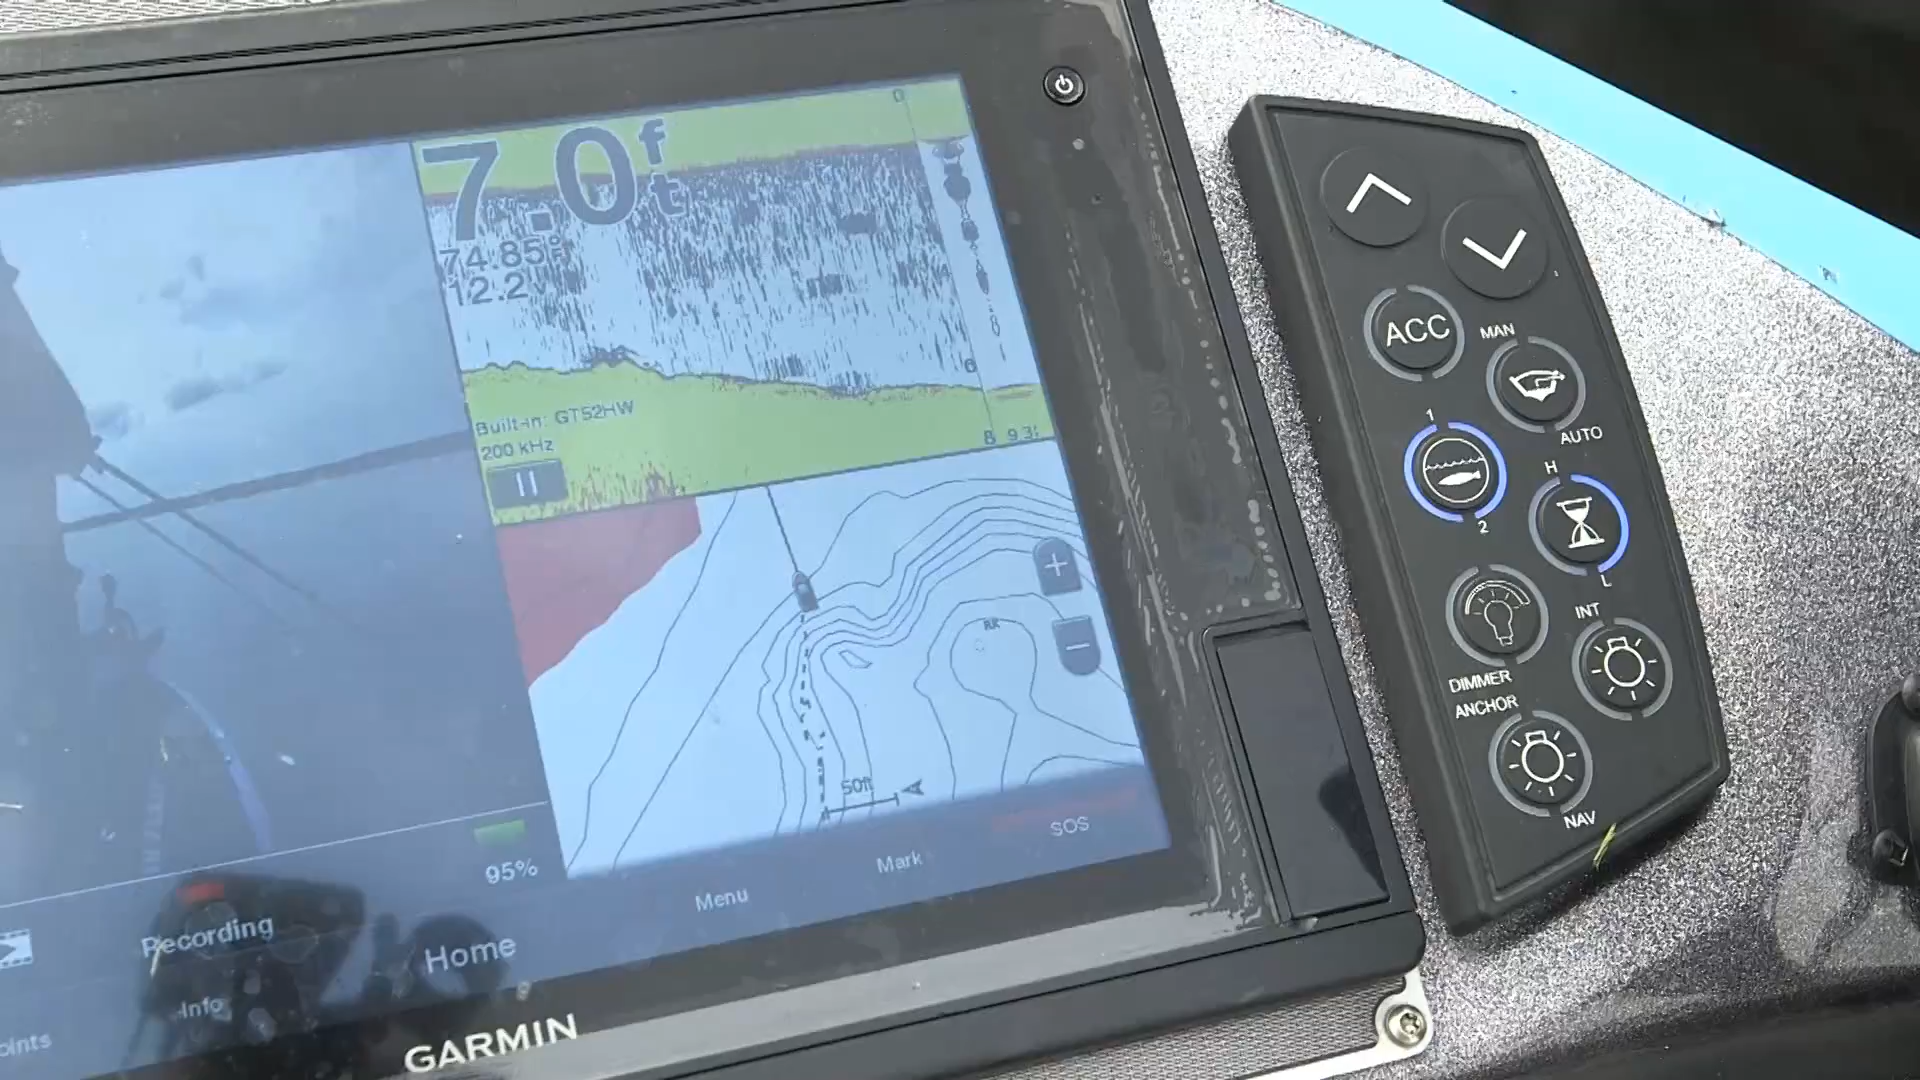 0
7.0 ft
74.85°F
12.2V
6
Built-in: GT52HW
200 kHz
8
RR
50ft
95%
SOS
Mark
Menu
Recording
Home
Info
oints
GARMIN
ACC
MAN
AUTO
1
2
H
L
INT
DIMMER
ANCHOR
NAV